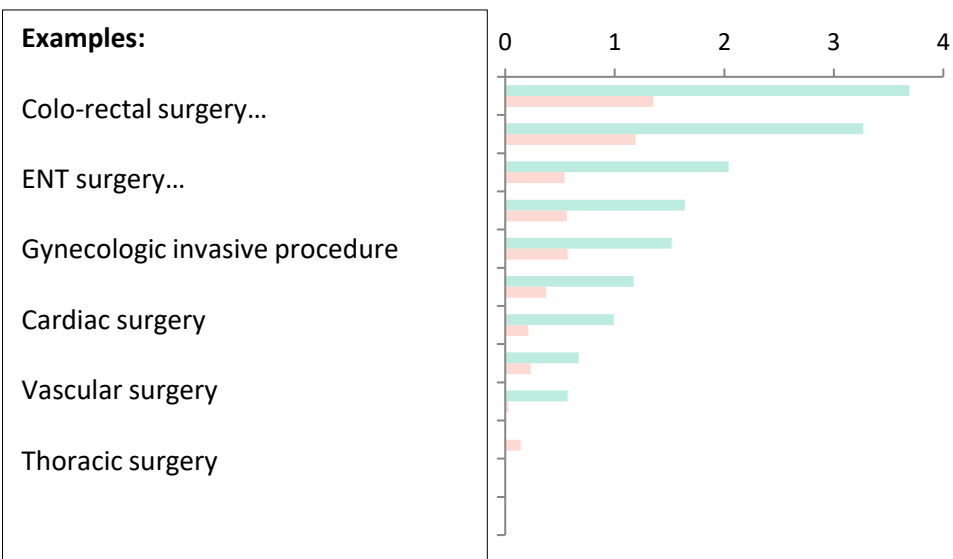 Examples:
0 1 2 3 4
Colo-rectal surgery…
ENT surgery…
Gynecologic invasive procedure
Cardiac surgery
Vascular surgery
Thoracic surgery